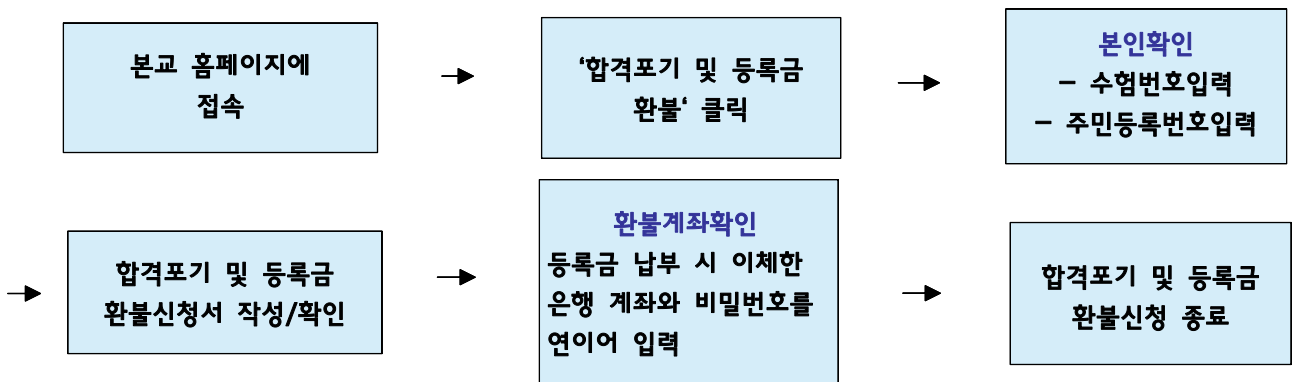 본교 홈페이지에
접속
‘합격포기 및 등록금
환불‘ 클릭
본인확인
- 수험번호입력
- 주민등록번호입력
합격포기 및 등록금
환불신청서 작성/확인
환불계좌확인
등록금 납부 시 이체한
은행 계좌와 비밀번호를
연이어 입력
합격포기 및 등록금
환불신청 종료